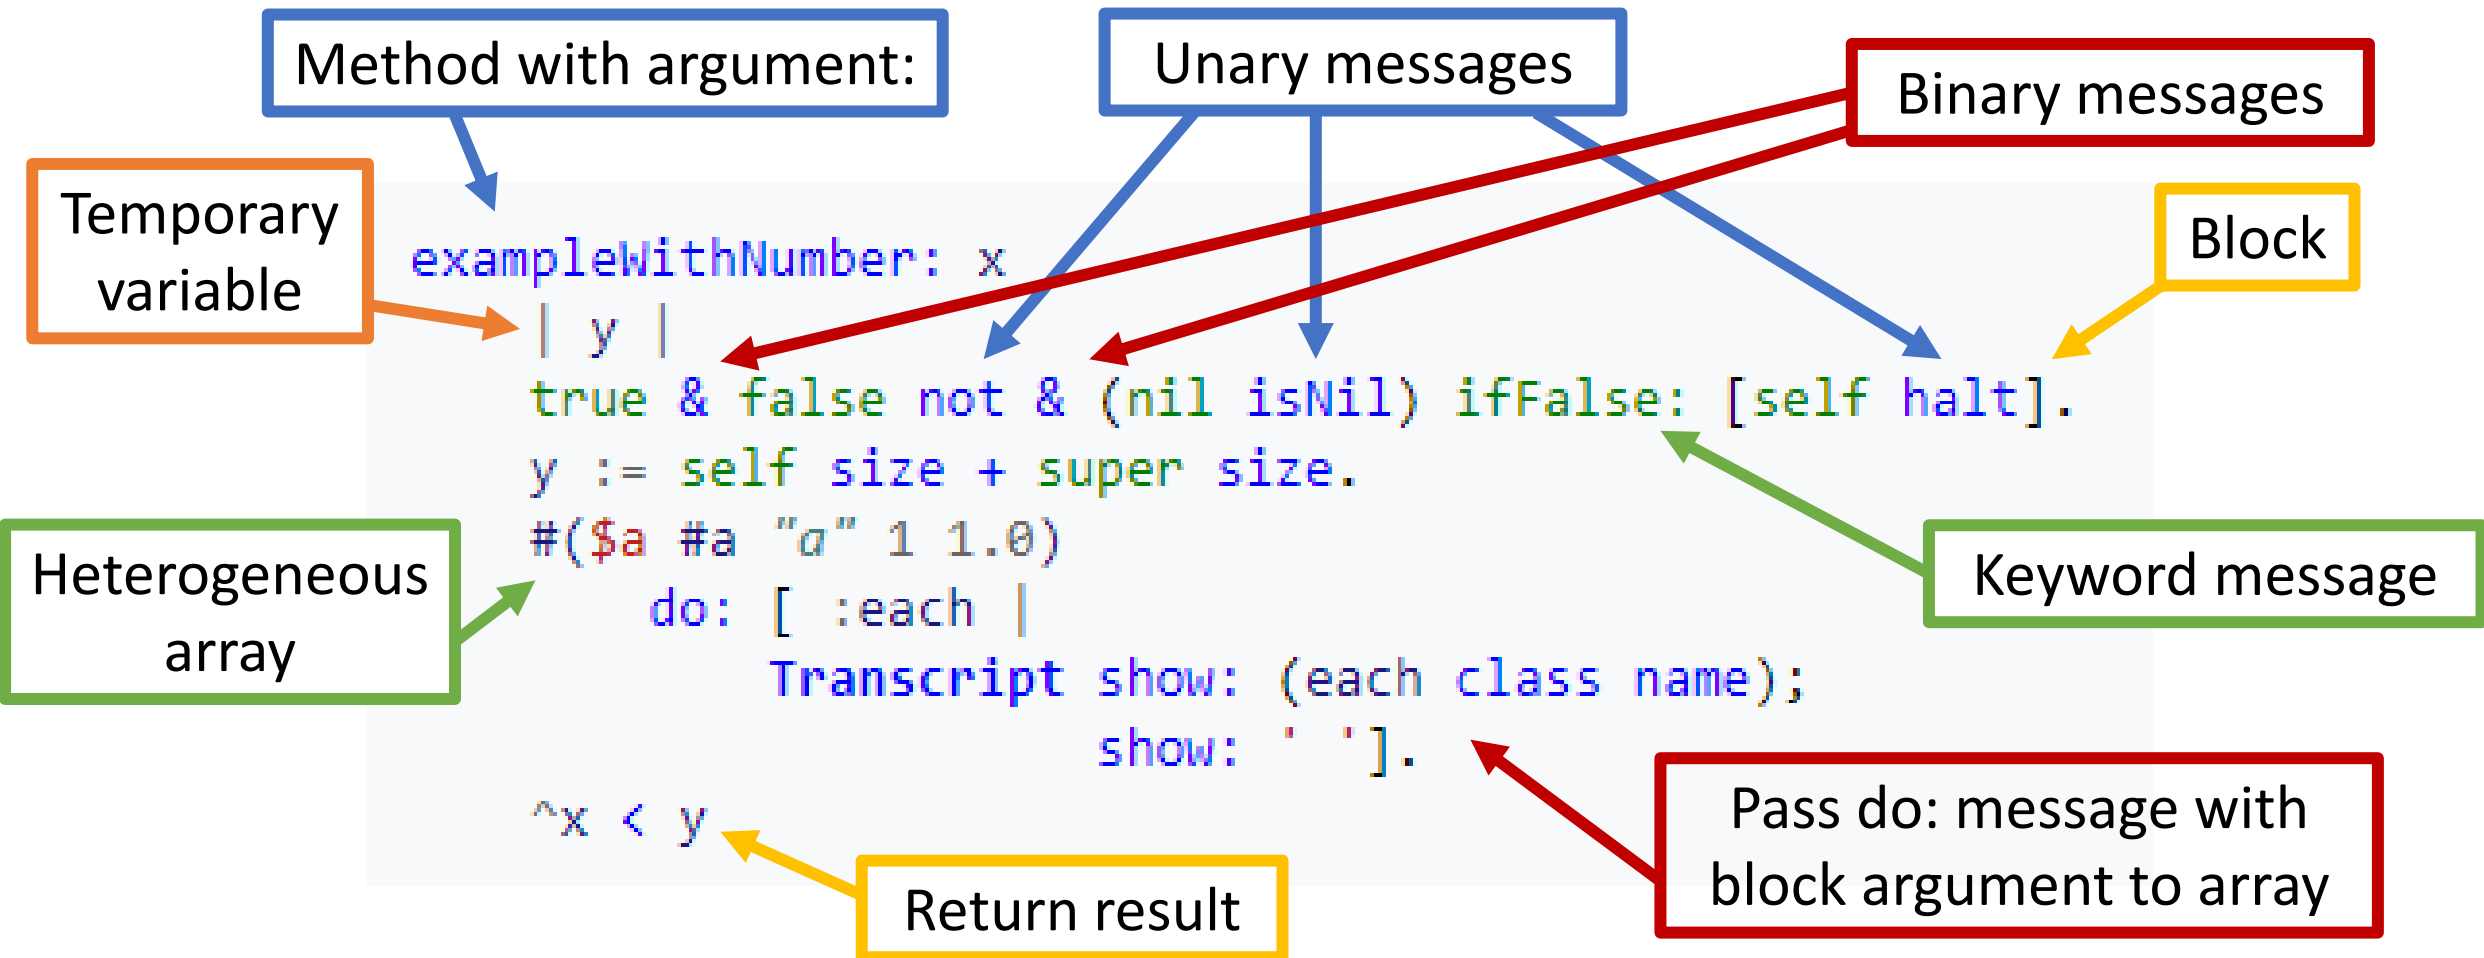 Method with argument:
Unary messages
Binary messages
Temporary
variable
Block
exampleWithNumber: x
| y |
true & false not & (nil isNil) ifFalse: [self halt].
y := self size + super size.
#($a #a "a" 1 1.0)
do: [ :each |
Transcript show: (each class name);
show: ' '].
^x < y
Heterogeneous
array
Keyword message
Pass do: message with
block argument to array
Return result